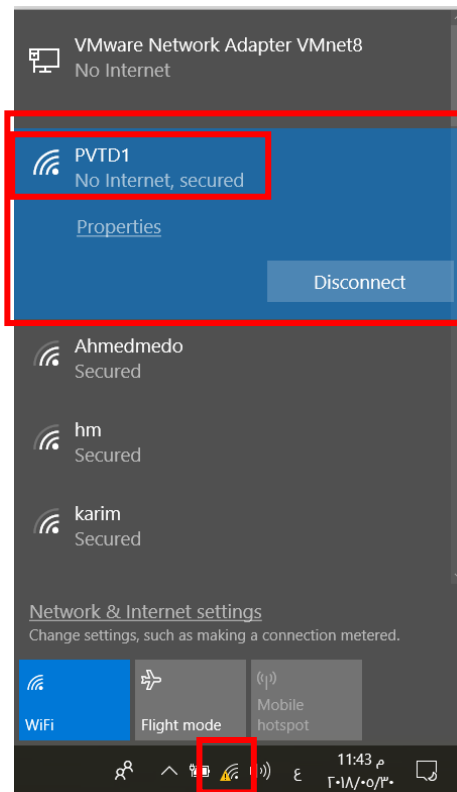 VMware Network Adapter VMnet8
No Internet
PVTD1
No Internet, secured
Properties
Disconnect
Ahmedmedo
Secured
hm
Secured
karim
Secured
Network & Internet settings
Change settings, such as making a connection metered.
WiFi
Flight mode
Mobile hotspot
ع
11:43 م
٢٠١٨/٠٥/٣٠